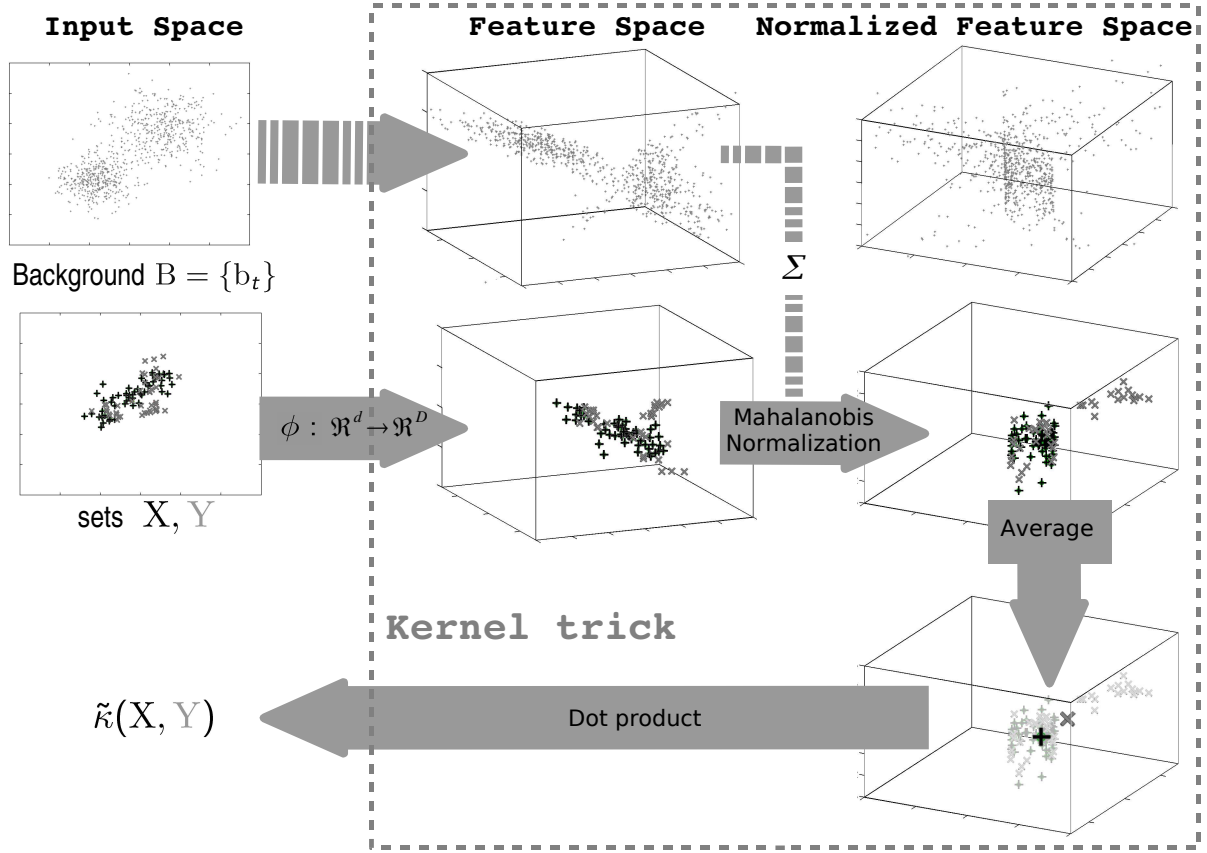 Input Space
Feature Space
Normalized Feature Space
Background B = {b_t}
Σ
ϕ : ℜ^d → ℜ^D
Mahalanobis
Normalization
sets X, Y
Average
Kernel trick
κ̃(X, Y)
Dot product